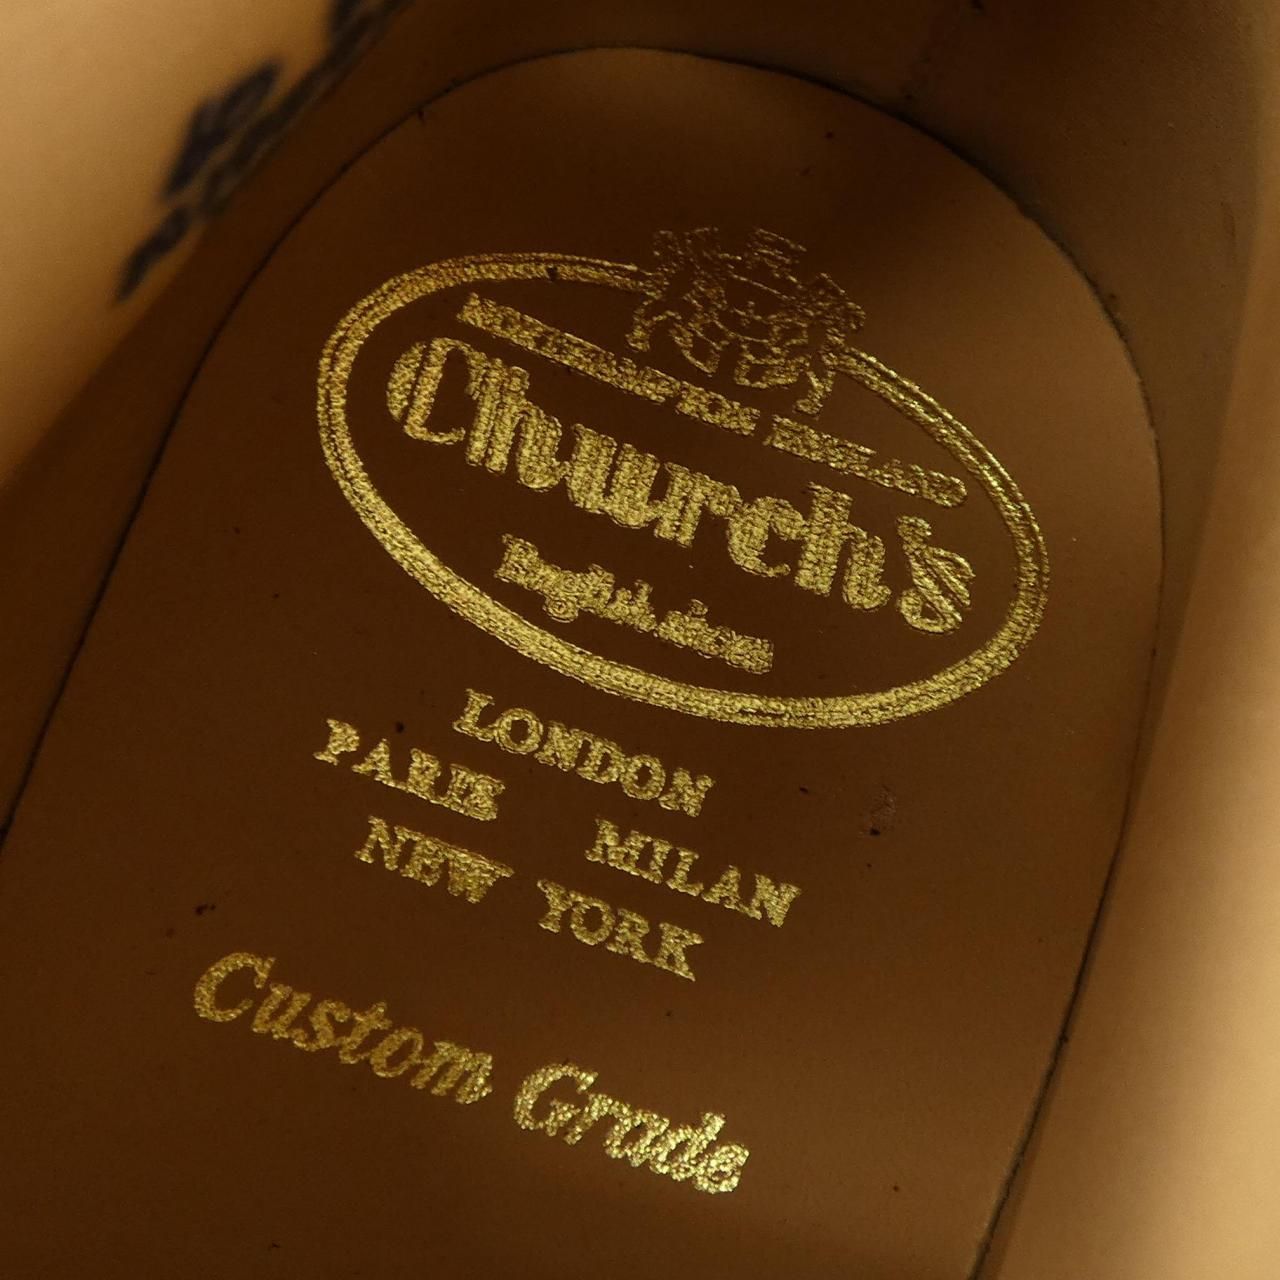 NORTHAMPTON ENGLAND
Church's
English shoes
LONDON
PARIS MILAN
NEW YORK
Custom Grade